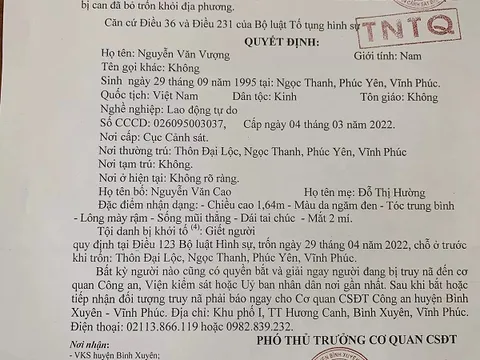 bị can đã bỏ trốn khỏi địa phương.
Căn cứ Điều 36 và Điều 231 của Bộ luật Tố tụng hình sự
TNTQ
QUYẾT ĐỊNH:
Họ tên: Nguyễn Văn Vượng Giới tính: Nam
Tên gọi khác: Không
Sinh ngày 29 tháng 09 năm 1995 tại: Ngọc Thanh, Phúc Yên, Vĩnh Phúc.
Quốc tịch: Việt Nam Dân tộc: Kinh Tôn giáo: Không
Nghề nghiệp: Lao động tự do
Số CCCD: 026095003037, Cấp ngày 04 tháng 03 năm 2022.
Nơi cấp: Cục Cảnh sát.
Nơi thường trú: Thôn Đại Lộc, Ngọc Thanh, Phúc Yên, Vĩnh Phúc.
Nơi tạm trú: Không.
Nơi ở hiện tại: Không rõ ràng.
Họ tên bố: Nguyễn Văn Cao Họ tên mẹ: Đỗ Thị Hường
Đặc điểm nhận dạng: - Chiều cao 1,64m - Màu da ngăm đen - Tóc trung bình
- Lông mày rậm - Sống mũi thẳng - Dái tai chúc - Mắt 2 mí.
Tội danh bị khởi tố (4): Giết người
quy định tại Điều 123 Bộ luật Hình sự, trốn ngày 29 tháng 04 năm 2022, chỗ ở trước
khi trốn: Thôn Đại Lộc, Ngọc Thanh, Phúc Yên, Vĩnh Phúc.
Bất kỳ người nào cũng có quyền bắt và giải ngay người đang bị truy nã đến cơ
quan Công an, Viện kiểm sát hoặc Uỷ ban nhân dân nơi gần nhất. Sau khi bắt hoặc
tiếp nhận đối tượng truy nã phải báo ngay cho Cơ quan CSĐT Công an huyện Bình
Xuyên - Vĩnh Phúc. Địa chỉ: Khu phố I, TT Hương Canh, Bình Xuyên, Vĩnh Phúc.
Điện thoại: 02113.866.119 hoặc 0982.839.232.
PHÓ THỦ TRƯỞNG CƠ QUAN CSĐT
Nơi nhận:
- VKS huyện Bình Xuyên;